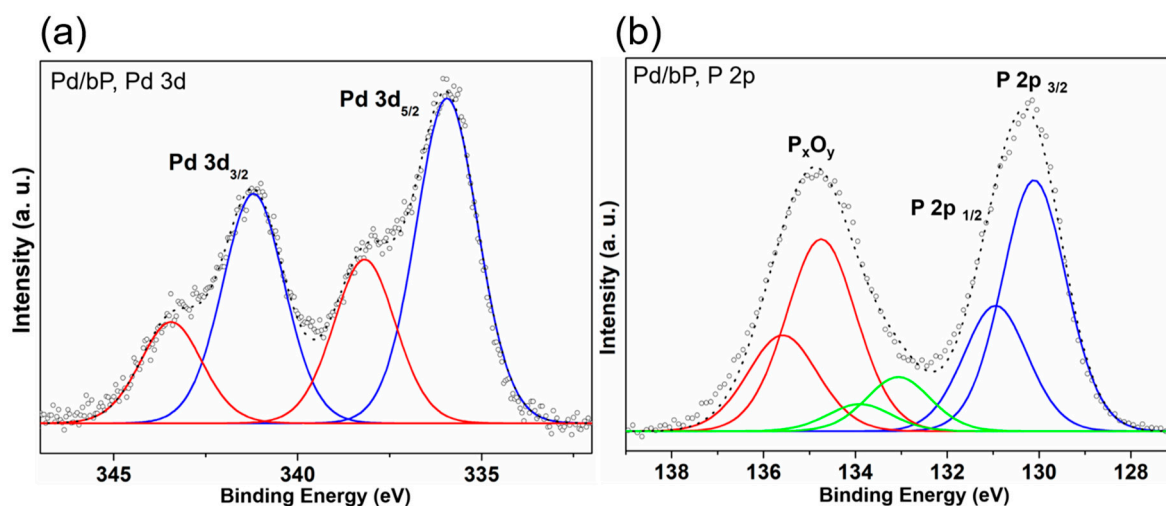 (a)
Pd/bP, Pd 3d
Pd 3d5/2
Pd 3d3/2
Intensity (a. u.)
345
340
335
Binding Energy (eV)
(b)
Pd/bP, P 2p
P 2p 3/2
PxOy
P 2p 1/2
Intensity (a. u.)
138
136
134
132
130
128
Binding Energy (eV)